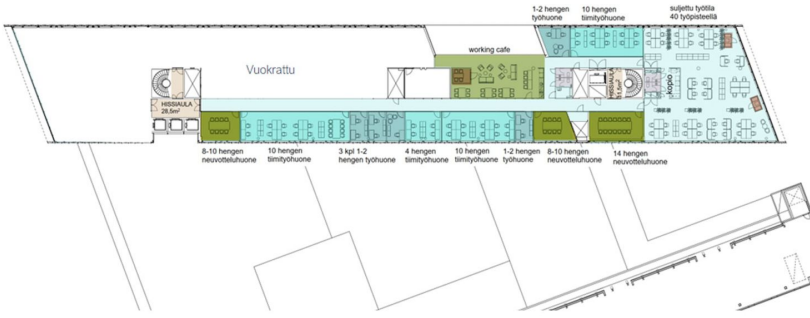 1-2 hengen
työhuone
10 hengen
tiimityöhuone
suljettu työtila
40 työpisteellä
working cafe
Vuokrattu
HISSIAULA
28,5m²
HISSIAULA
31,5m²
kopio
8-10 hengen
neuvotteluhuone
10 hengen
tiimityöhuone
3 kpl 1-2
hengen työhuone
4 hengen
tiimityöhuone
10 hengen
tiimityöhuone
1-2 hengen
työhuone
8-10 hengen
neuvotteluhuone
14 hengen
neuvotteluhuone